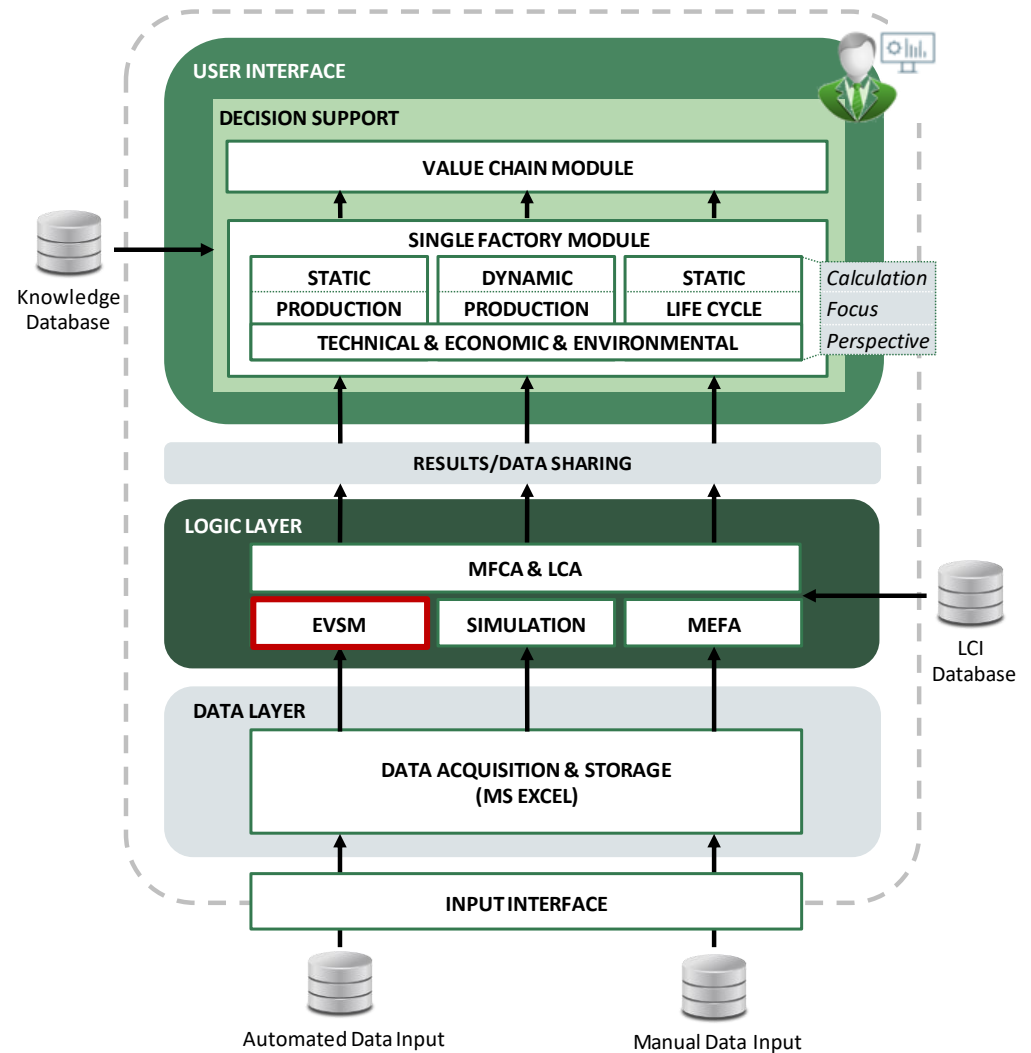 USER INTERFACE
DECISION SUPPORT
VALUE CHAIN MODULE
SINGLE FACTORY MODULE
STATIC
PRODUCTION
DYNAMIC
PRODUCTION
STATIC
LIFE CYCLE
TECHNICAL & ECONOMIC & ENVIRONMENTAL
Calculation
Focus
Perspective
Knowledge
Database
RESULTS/DATA SHARING
LOGIC LAYER
MFCA & LCA
EVSM
SIMULATION
MEFA
LCI
Database
DATA LAYER
DATA ACQUISITION & STORAGE
(MS EXCEL)
INPUT INTERFACE
Automated Data Input
Manual Data Input